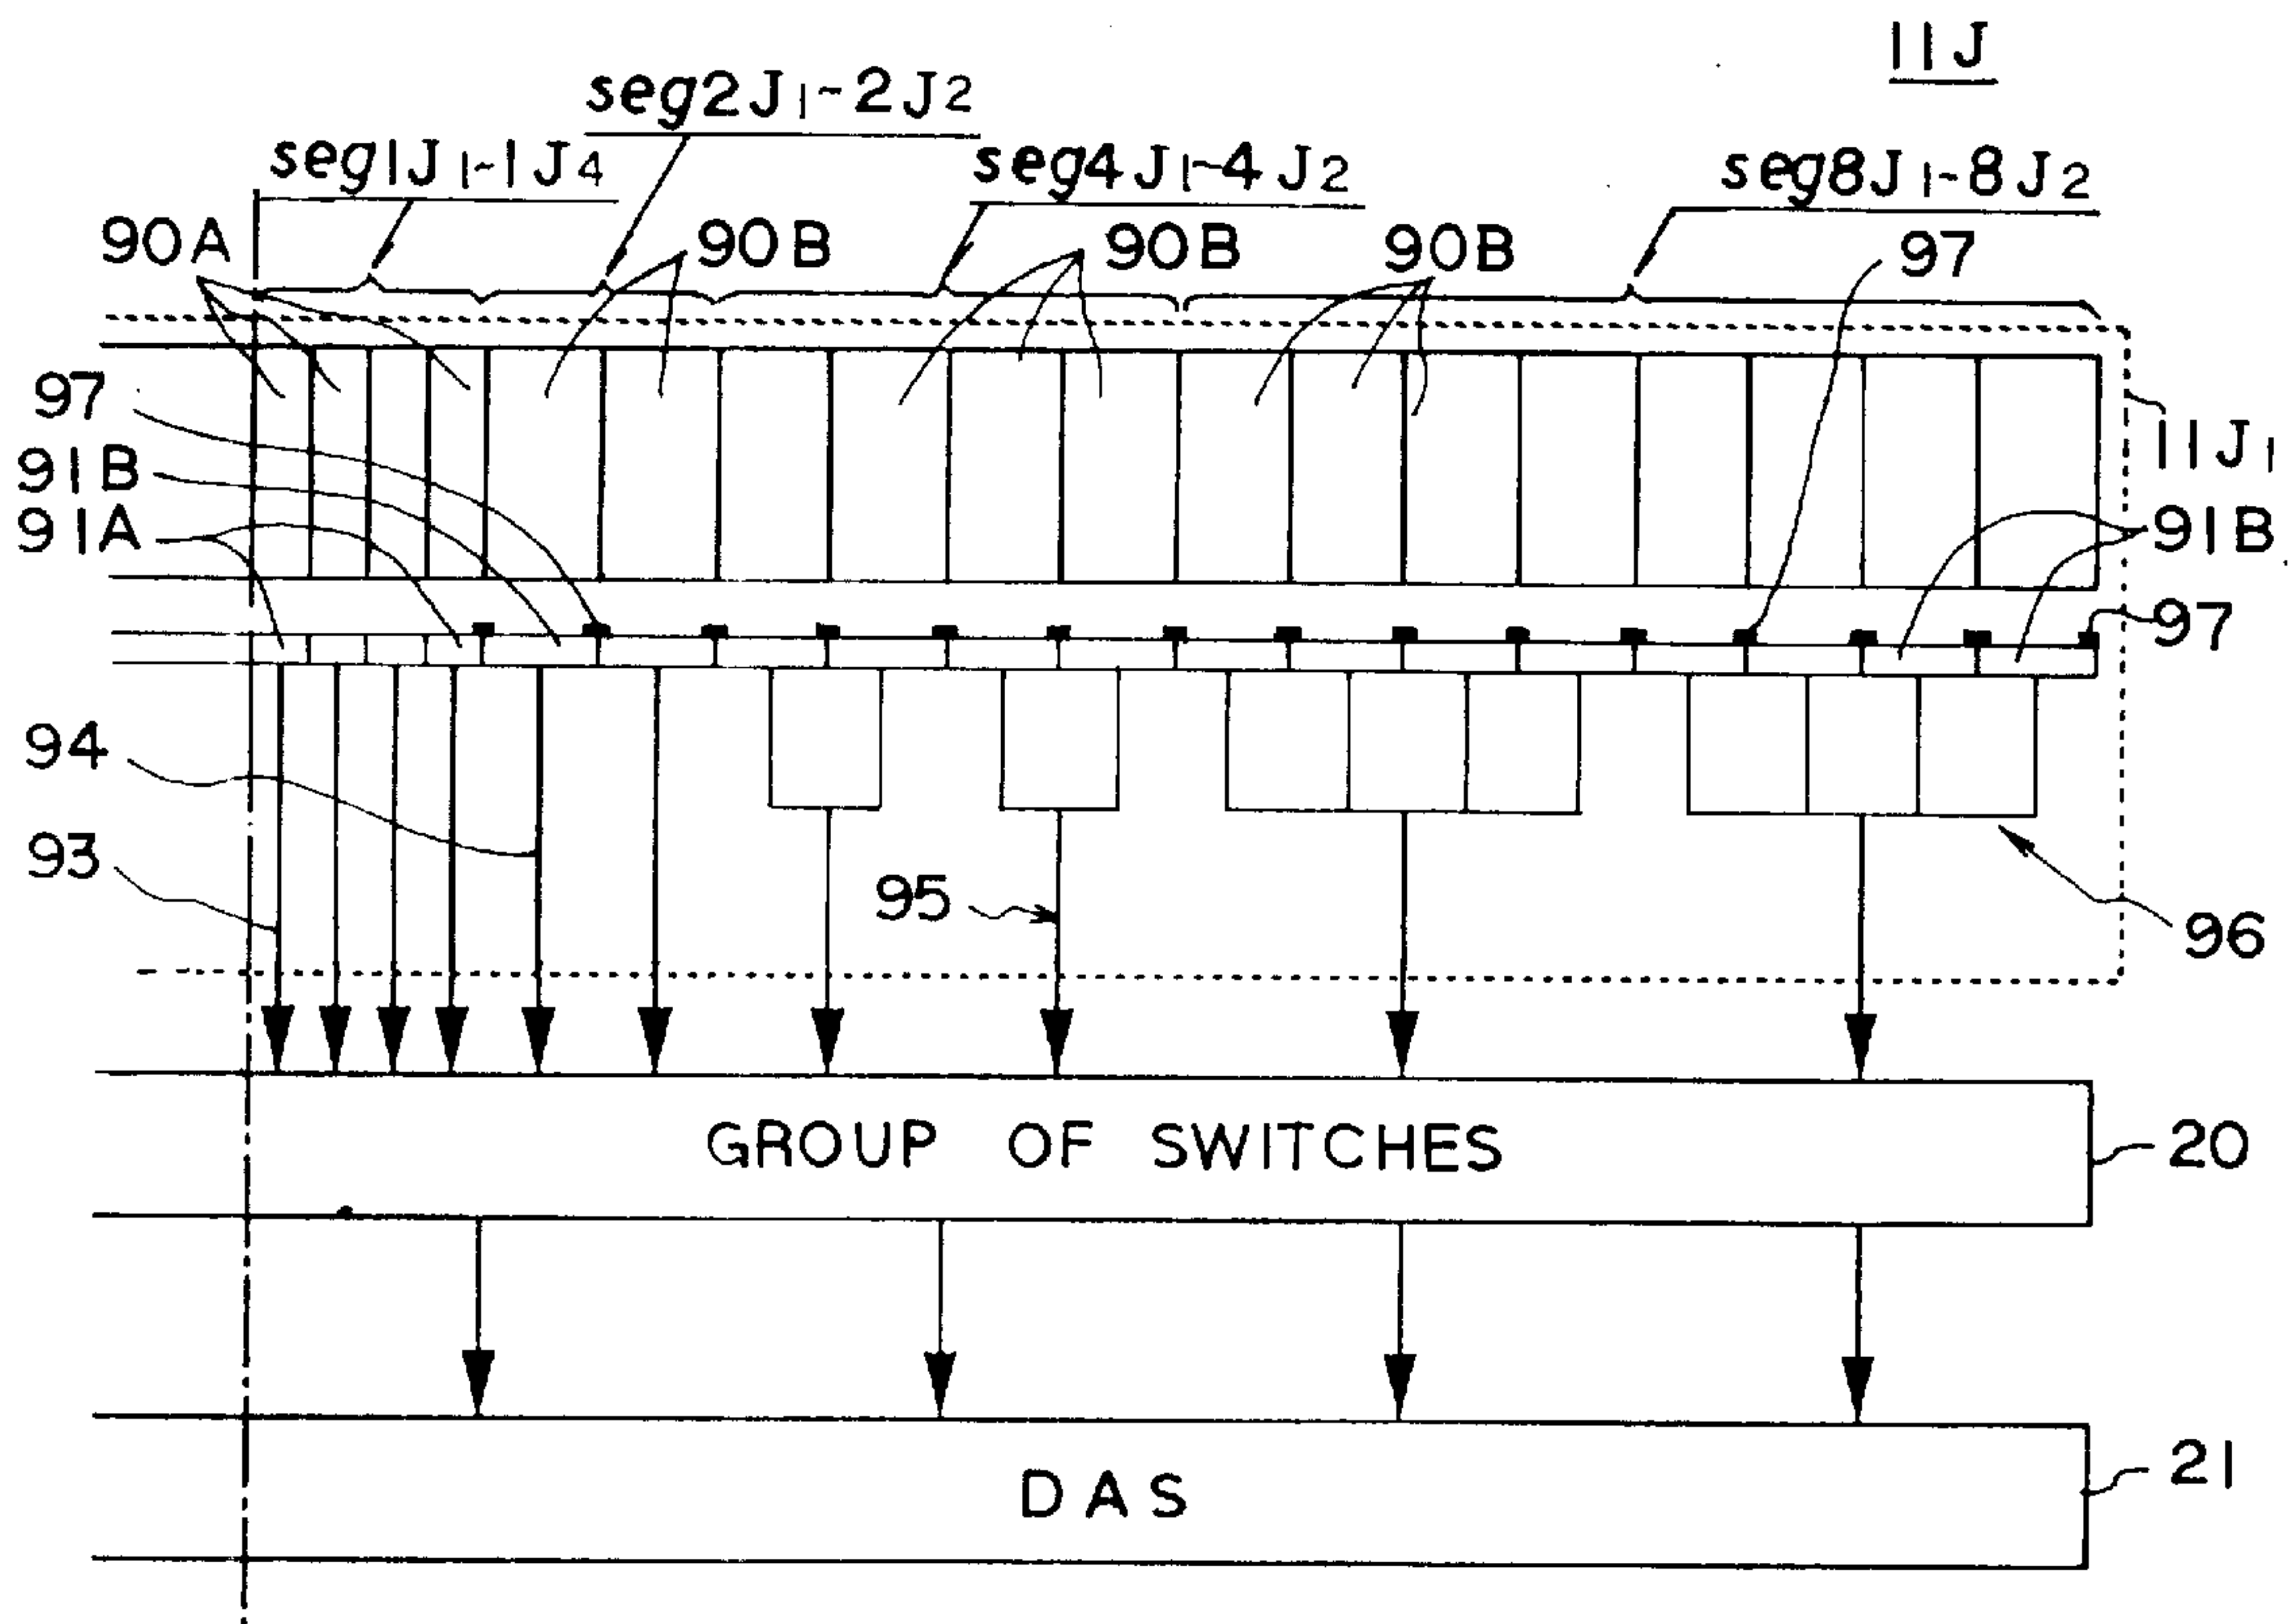 11J
seg2J1-2J2
seg1J1-1J4
seg4J1-4J2
seg8J1-8J2
90A
90B
90B
90B
97
97
91B
91A
11J1
91B
97
94
93
95
96
GROUP OF SWITCHES
20
DAS
21